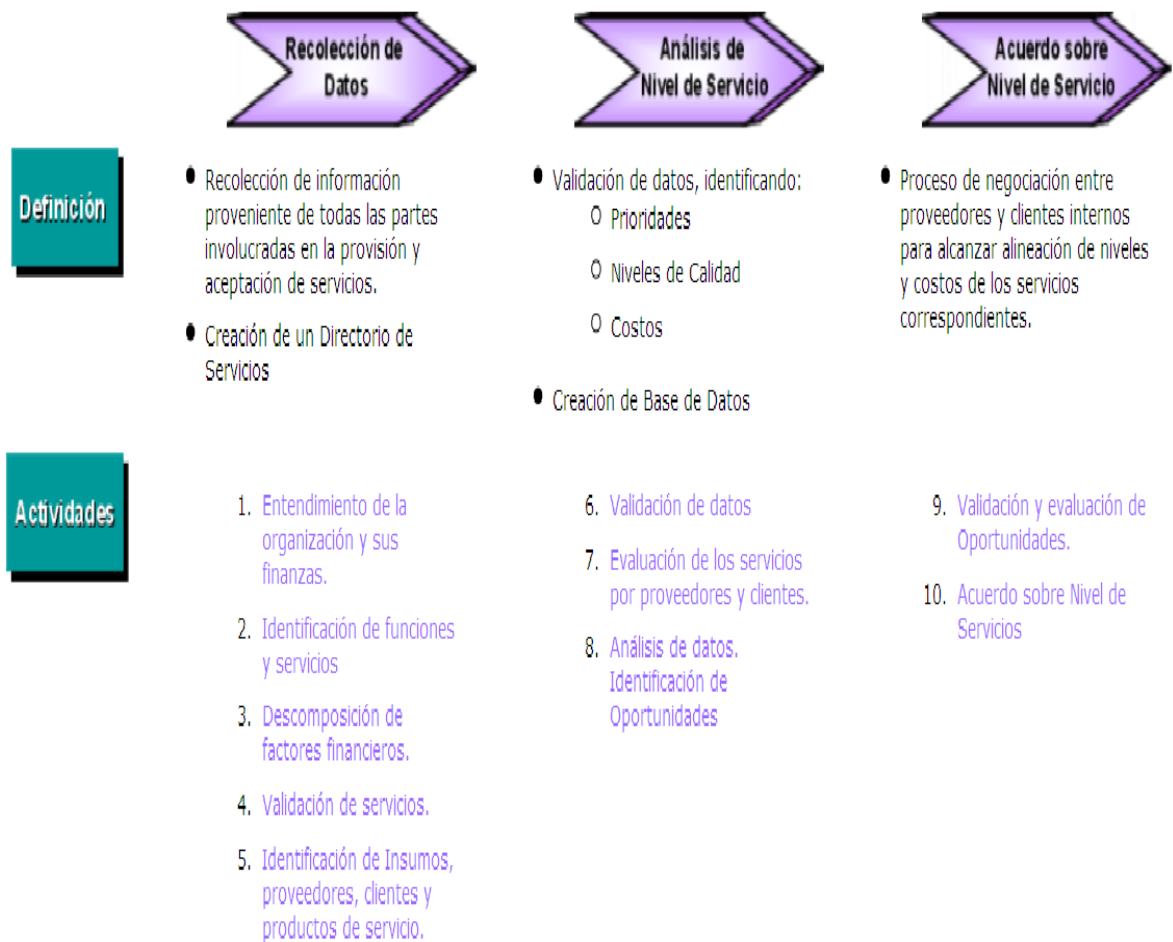 Recolección de
Datos
Análisis de
Nivel de Servicio
Acuerdo sobre
Nivel de Servicio
Definición
● Recolección de información
proveniente de todas las partes
involucradas en la provisión y
aceptación de servicios.
● Creación de un Directorio de
Servicios
● Validación de datos, identificando:
○ Prioridades
○ Niveles de Calidad
○ Costos
● Creación de Base de Datos
● Proceso de negociación entre
proveedores y clientes internos
para alcanzar alineación de niveles
y costos de los servicios
correspondientes.
Actividades
1. Entendimiento de la
organización y sus
finanzas.
2. Identificación de funciones
y servicios
3. Descomposición de
factores financieros.
4. Validación de servicios.
5. Identificación de Insumos,
proveedores, clientes y
productos de servicio.
6. Validación de datos
7. Evaluación de los servicios
por proveedores y clientes.
8. Análisis de datos.
Identificación de
Oportunidades
9. Validación y evaluación de
Oportunidades.
10. Acuerdo sobre Nivel de
Servicios